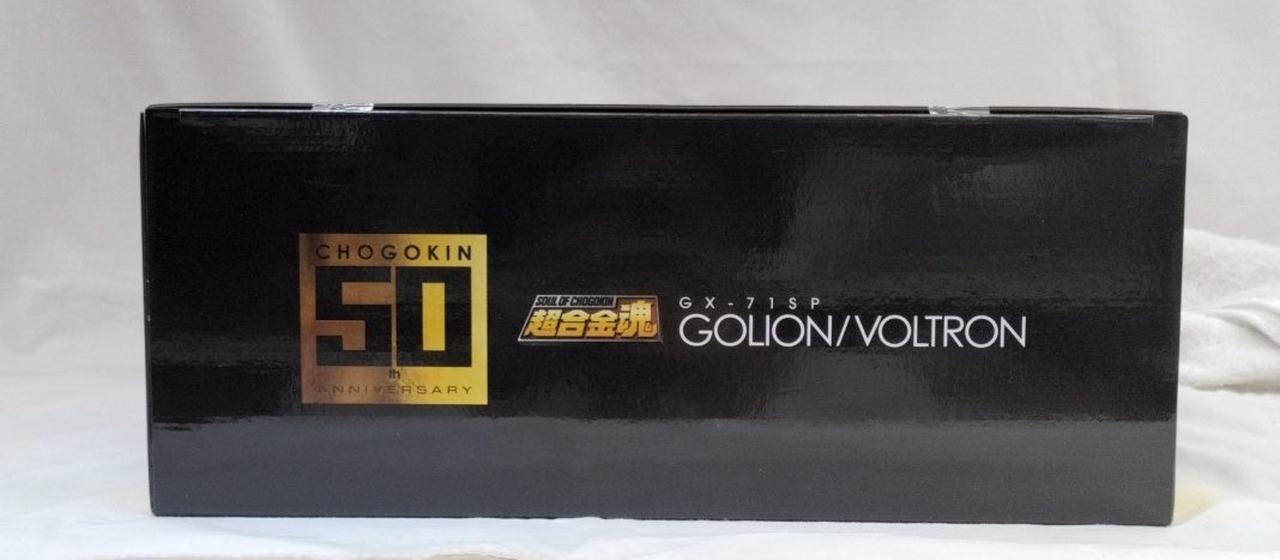 CHOGOKIN
50
th
ANNIVERSARY
SOUL OF CHOGOKIN
超合金魂
GX-71SP
GOLION/VOLTRON